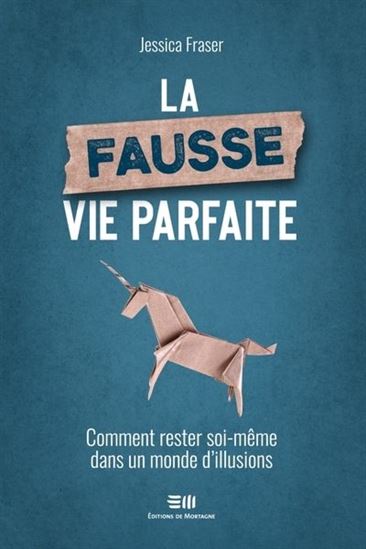 Jessica Fraser
LA
FAUSSE
VIE PARFAITE
Comment rester soi-même
dans un monde d'illusions
ÉDITIONS DE MORTAGNE